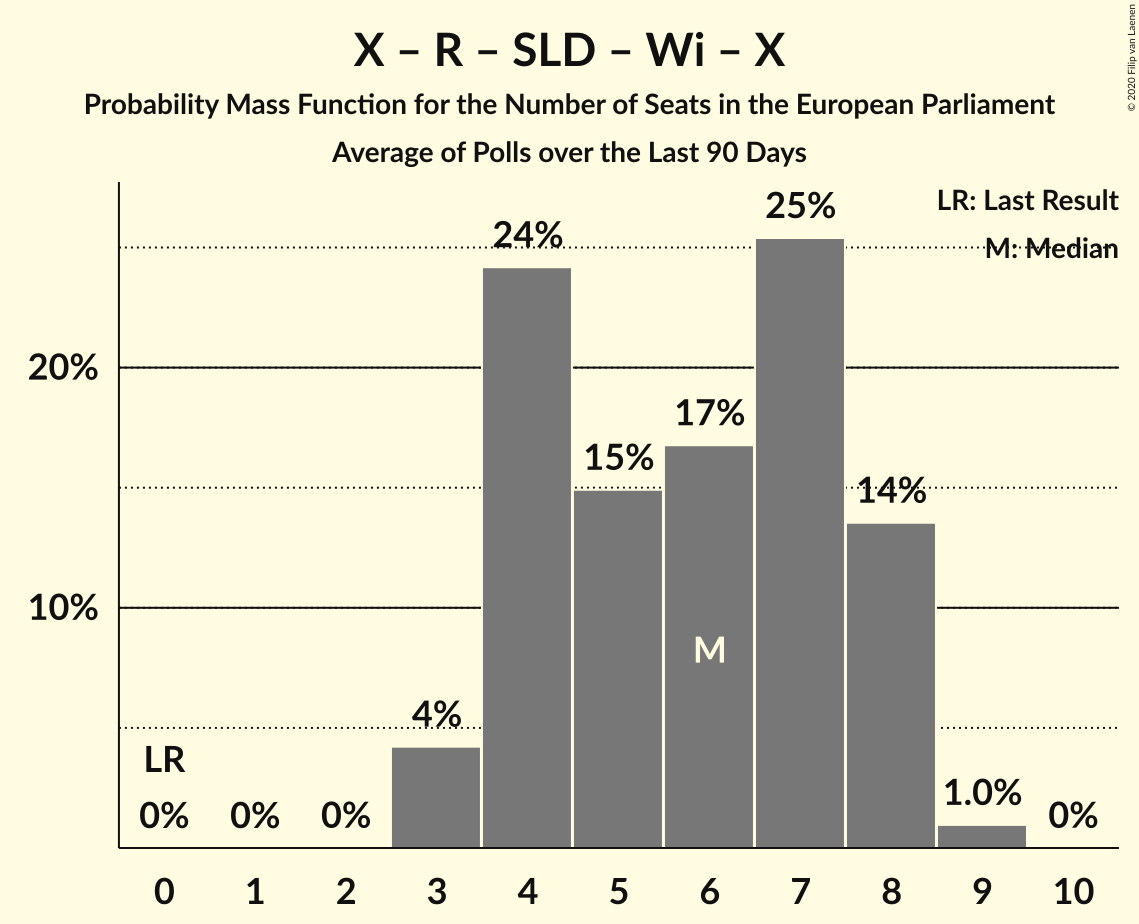 X – R – SLD – Wi – X
Probability Mass Function for the Number of Seats in the European Parliament
Average of Polls over the Last 90 Days
© 2020 Filip van Laenen
LR: Last Result
M: Median
25%
24%
20%
17%
15%
14%
10%
M
4%
LR
1.0%
0% 0% 0% 0%
0 1 2 3 4 5 6 7 8 9 10